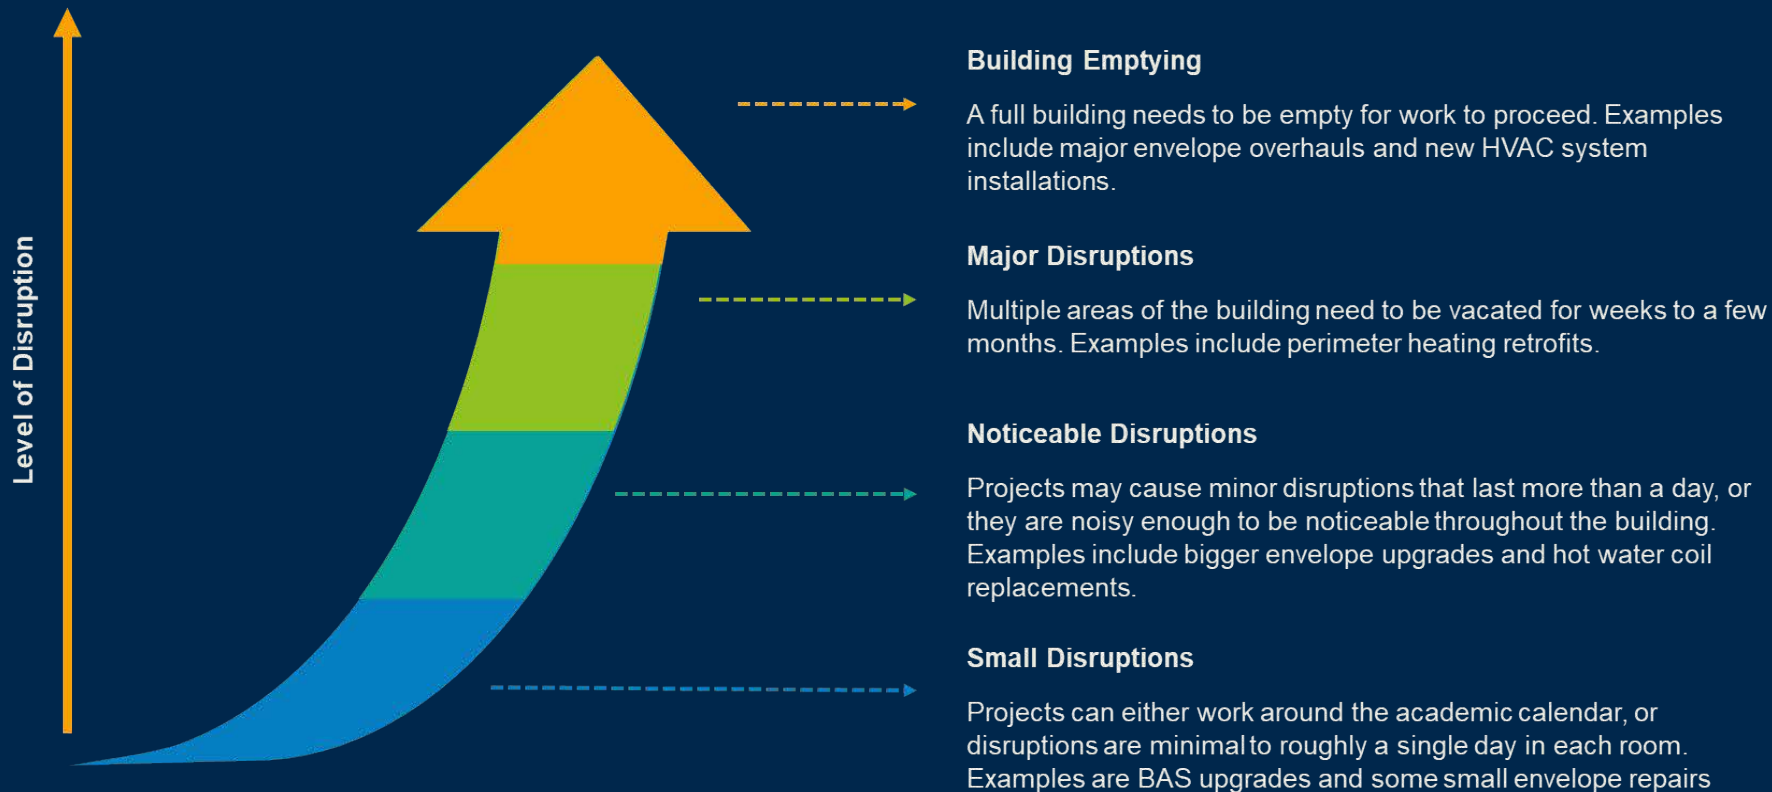 Level of Disruption
Building Emptying
A full building needs to be empty for work to proceed. Examples
include major envelope overhauls and new HVAC system
installations.
Major Disruptions
Multiple areas of the building need to be vacated for weeks to a few
months. Examples include perimeter heating retrofits.
Noticeable Disruptions
Projects may cause minor disruptions that last more than a day, or
they are noisy enough to be noticeable throughout the building.
Examples include bigger envelope upgrades and hot water coil
replacements.
Small Disruptions
Projects can either work around the academic calendar, or
disruptions are minimal to roughly a single day in each room.
Examples are BAS upgrades and some small envelope repairs